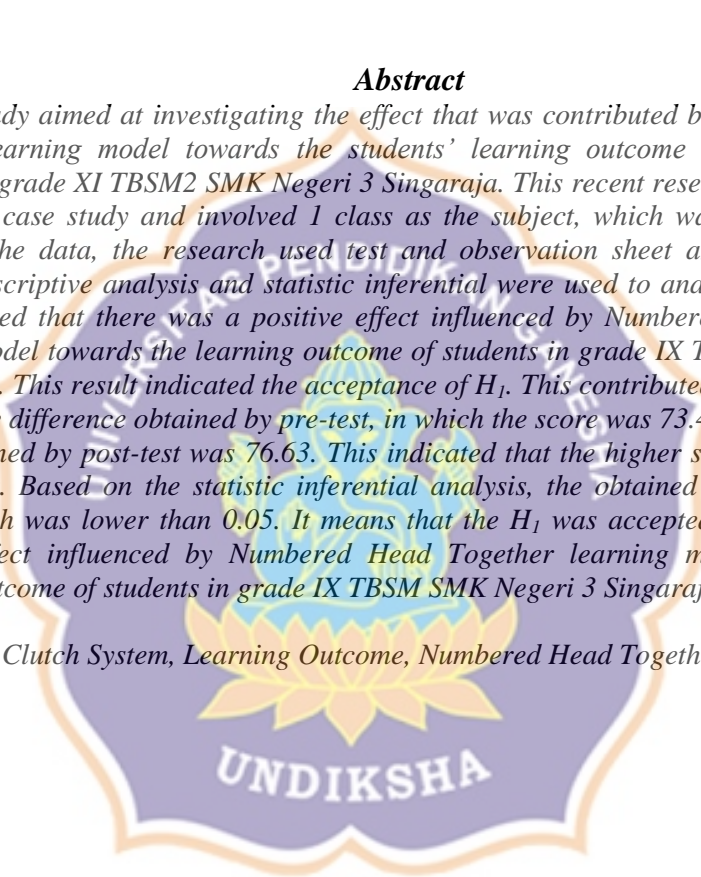 Abstract
dy aimed at investigating the effect that was contributed b
earning model towards the students' learning outcome
grade XI TBSM2 SMK Negeri 3 Singaraja. This recent rese
case study and involved 1 class as the subject, which wa
he data, the research used test and observation sheet a
scriptive analysis and statistic inferential were used to ana
ed that there was a positive effect influenced by Number
odel towards the learning outcome of students in grade IX T
. This result indicated the acceptance of H1. This contribute
e difference obtained by pre-test, in which the score was 73.4
ned by post-test was 76.63. This indicated that the higher s
. Based on the statistic inferential analysis, the obtained
h was lower than 0.05. It means that the H1 was accepte
fect influenced by Numbered Head Together learning m
tcome of students in grade IX TBSM SMK Negeri 3 Singaraj
Clutch System, Learning Outcome, Numbered Head Togeth
UNIVERSITAS PENDIDIKAN GANESHA
UNDIKSHA